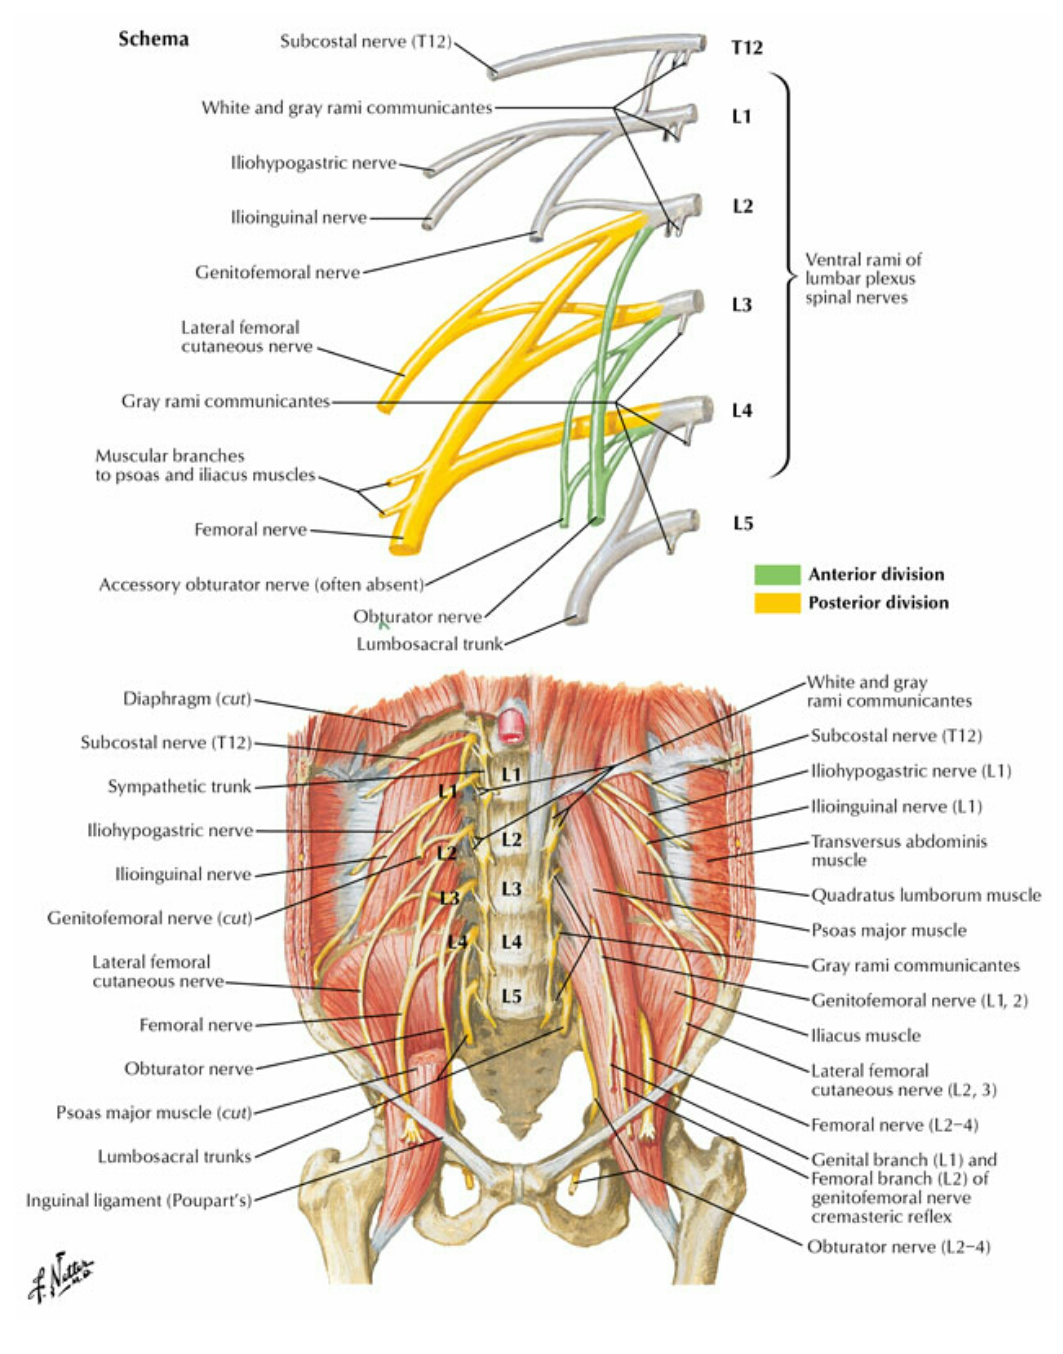 Schema
Subcostal nerve (T12)
T12
White and gray rami communicantes
L1
Iliohypogastric nerve
L2
Ilioinguinal nerve
Genitofemoral nerve
Ventral rami of
lumbar plexus
spinal nerves
L3
Lateral femoral
cutaneous nerve
Gray rami communicantes
L4
Muscular branches
to psoas and iliacus muscles
L5
Femoral nerve
Anterior division
Posterior division
Accessory obturator nerve (often absent)
Obturator nerve
Lumbosacral trunk
Diaphragm (cut)
Subcostal nerve (T12)
Sympathetic trunk
Iliohypogastric nerve
Ilioinguinal nerve
Genitofemoral nerve (cut)
Lateral femoral
cutaneous nerve
Femoral nerve
Obturator nerve
Psoas major muscle (cut)
Lumbosacral trunks
Inguinal ligament (Poupart's)
L1
L2
L3
L4
L1
L2
L3
L4
L5
White and gray
rami communicantes
Subcostal nerve (T12)
Iliohypogastric nerve (L1)
Ilioinguinal nerve (L1)
Transversus abdominis
muscle
Quadratus lumborum muscle
Psoas major muscle
Gray rami communicantes
Genitofemoral nerve (L1, 2)
Iliacus muscle
Lateral femoral
cutaneous nerve (L2, 3)
Femoral nerve (L2–4)
Genital branch (L1) and
Femoral branch (L2) of
genitofemoral nerve
cremasteric reflex
Obturator nerve (L2–4)
F. Netter
M.D.